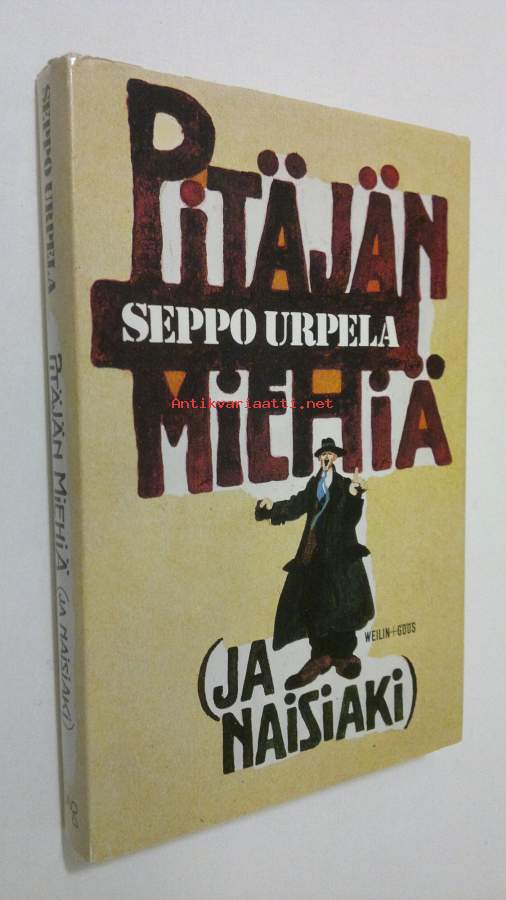 SEPPO URPELA
PITÄJÄN MIEHIÄ (JA NAISIAKI)
PITÄJÄN
SEPPO URPELA
MIEHIÄ
Antikvariaatti.net
WEILIN+GÖÖS
(JA
NAISIAKI)